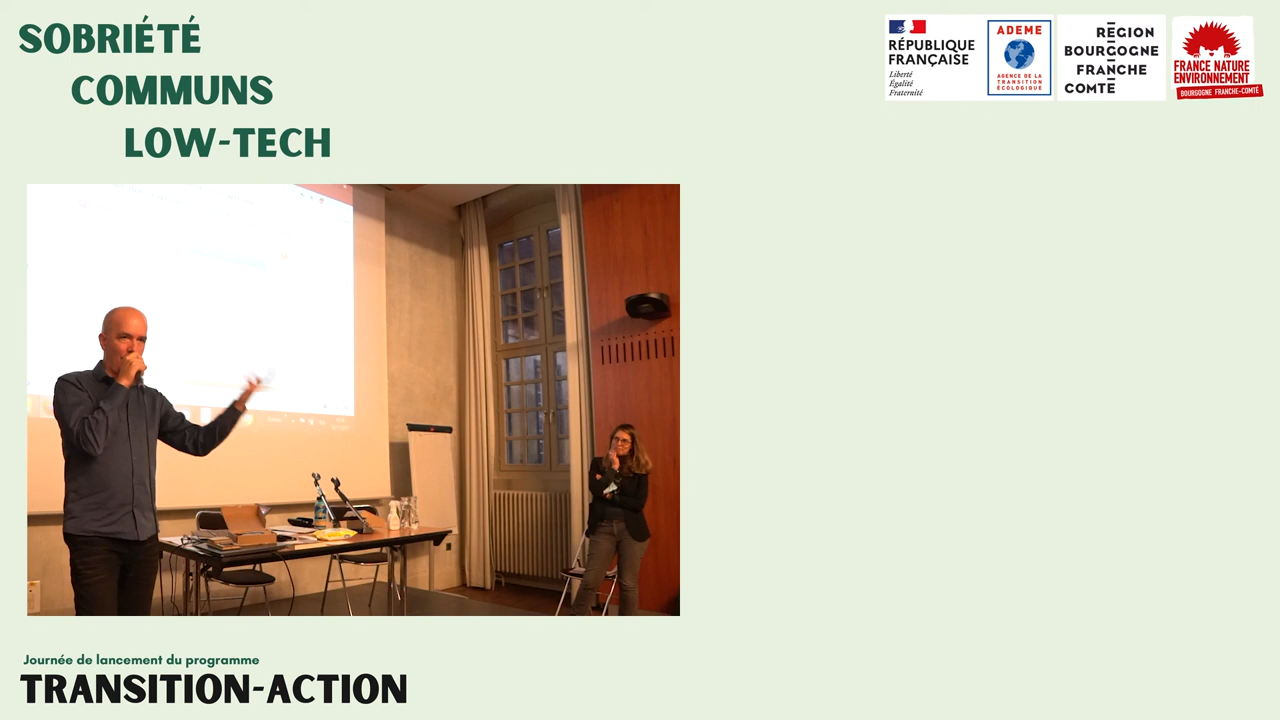 SOBRIÉTÉ
COMMUNS
LOW-TECH
RÉPUBLIQUE
FRANÇAISE
Liberté
Égalité
Fraternité
ADEME
AGENCE DE LA
TRANSITION
ÉCOLOGIQUE
RÉGION
BOURGOGNE
FRANCHE
COMTÉ
FRANCE NATURE
ENVIRONNEMENT
BOURGOGNE FRANCHE-COMTÉ
Journée de lancement du programme
TRANSITION-ACTION